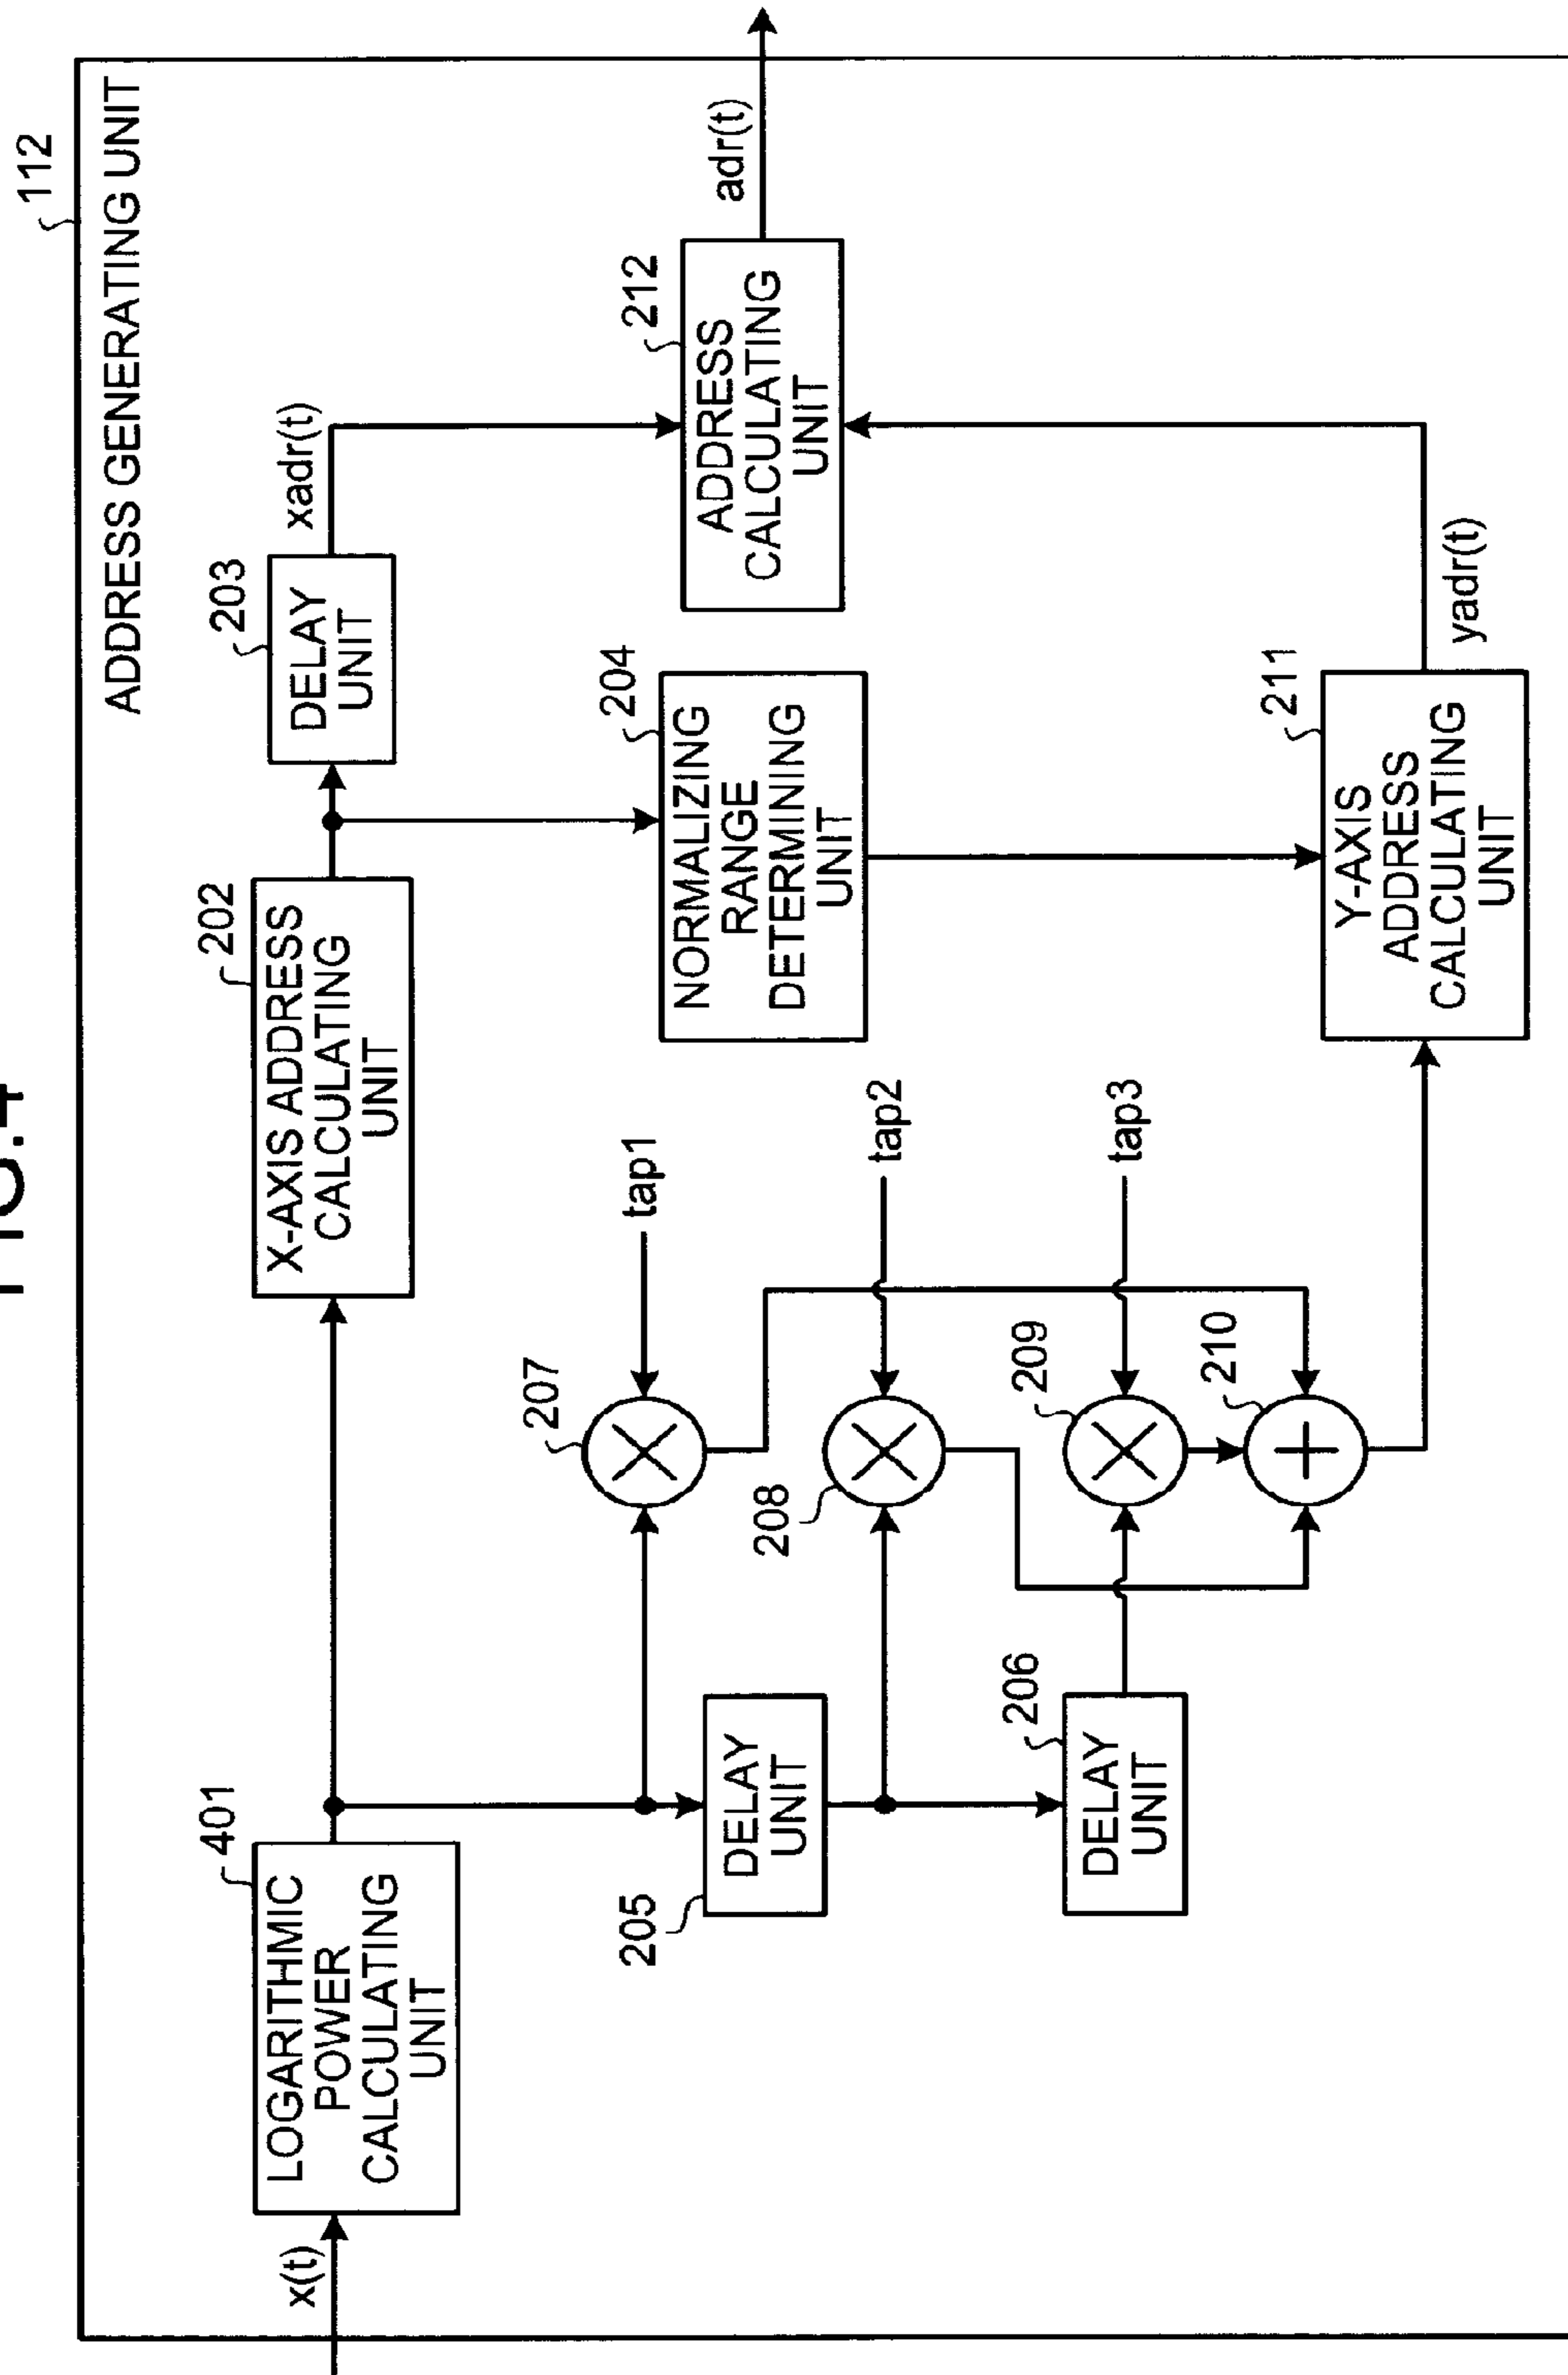 FIG.4
112
ADDRESS GENERATING UNIT
x(t)
401
LOGARITHMIC
POWER
CALCULATING
UNIT
202
X-AXIS ADDRESS
CALCULATING
UNIT
203
DELAY
UNIT
xadr(t)
204
NORMALIZING
RANGE
DETERMINING
UNIT
212
ADDRESS
CALCULATING
UNIT
adr(t)
205
DELAY
UNIT
206
DELAY
UNIT
207
tap1
208
tap2
209
tap3
210
211
Y-AXIS
ADDRESS
CALCULATING
UNIT
yadr(t)